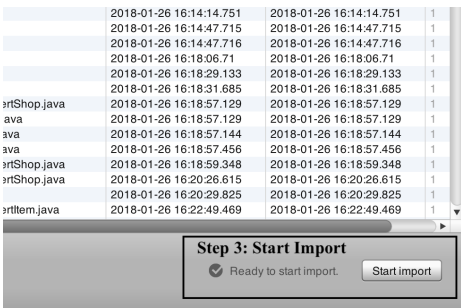 2018-01-26 16:14:14.751 2018-01-26 16:14:14.751 1
2018-01-26 16:14:47.715 2018-01-26 16:14:47.715 1
2018-01-26 16:14:47.716 2018-01-26 16:14:47.716 1
2018-01-26 16:18:06.71 2018-01-26 16:18:06.71 1
2018-01-26 16:18:29.133 2018-01-26 16:18:29.133 1
2018-01-26 16:18:31.685 2018-01-26 16:18:31.685 1
ertShop.java 2018-01-26 16:18:57.129 2018-01-26 16:18:57.129 1
ava 2018-01-26 16:18:57.129 2018-01-26 16:18:57.129 1
ava 2018-01-26 16:18:57.144 2018-01-26 16:18:57.144 1
ava 2018-01-26 16:18:57.456 2018-01-26 16:18:57.456 1
ertShop.java 2018-01-26 16:18:59.348 2018-01-26 16:18:59.348 1
ertShop.java 2018-01-26 16:20:26.615 2018-01-26 16:20:26.615 1
2018-01-26 16:20:29.825 2018-01-26 16:20:29.825 1
ertItem.java 2018-01-26 16:22:49.469 2018-01-26 16:22:49.469 1
Step 3: Start Import
Ready to start import. Start import